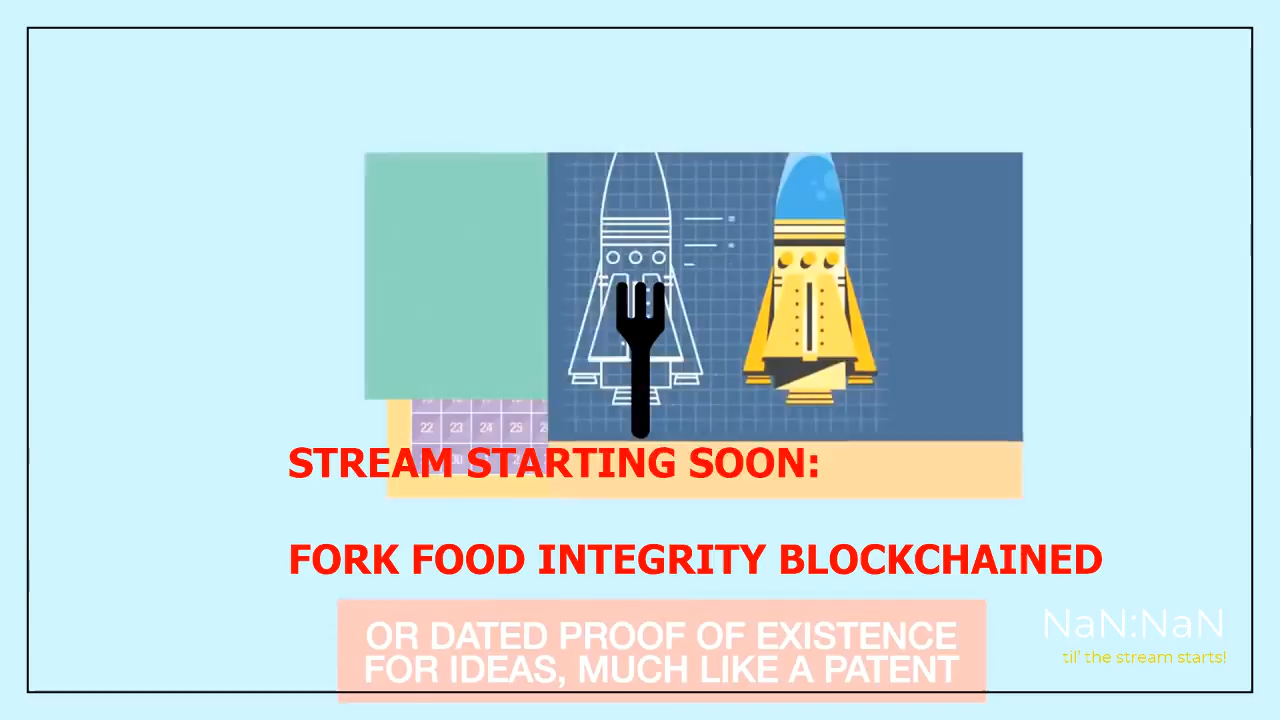 22 23 24 25
STREAM STARTING SOON:
FORK FOOD INTEGRITY BLOCKCHAINED
OR DATED PROOF OF EXISTENCE
FOR IDEAS, MUCH LIKE A PATENT
NaN:NaN
til' the stream starts!